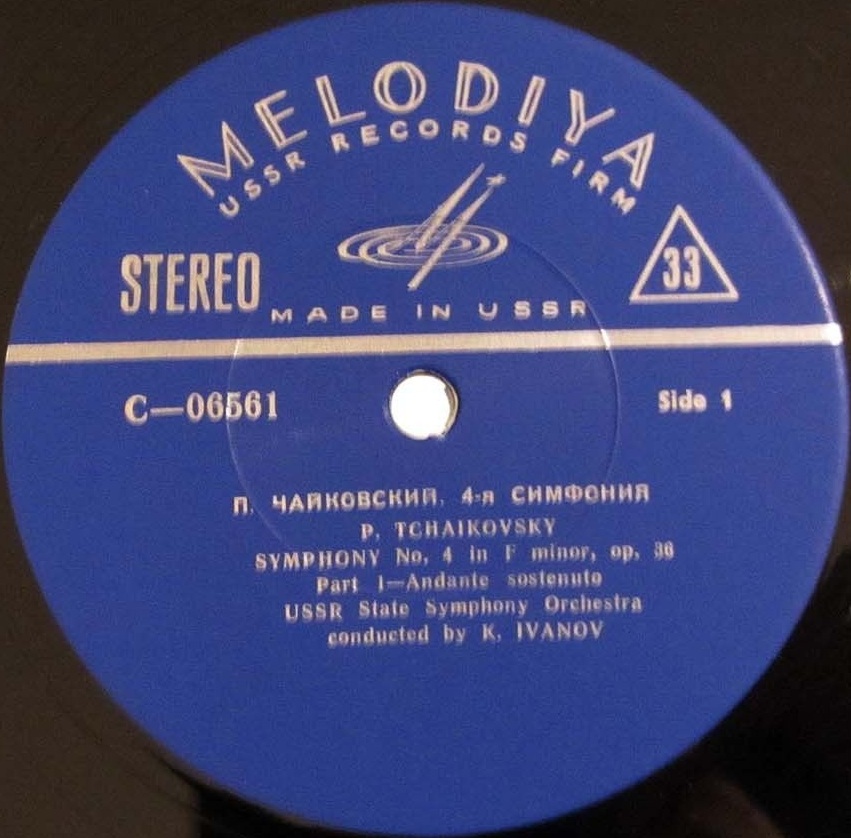 MELODIYA
USSR RECORDS FIRM
STEREO
33
MADE IN USSR
C—06561
Side 1
П. ЧАЙКОВСКИЙ. 4-я СИМФОНИЯ
P. TCHAIKOVSKY
SYMPHONY No. 4 in F minor, op. 36
Part 1—Andante sostenuto
USSR State Symphony Orchestra
conducted by K. IVANOV